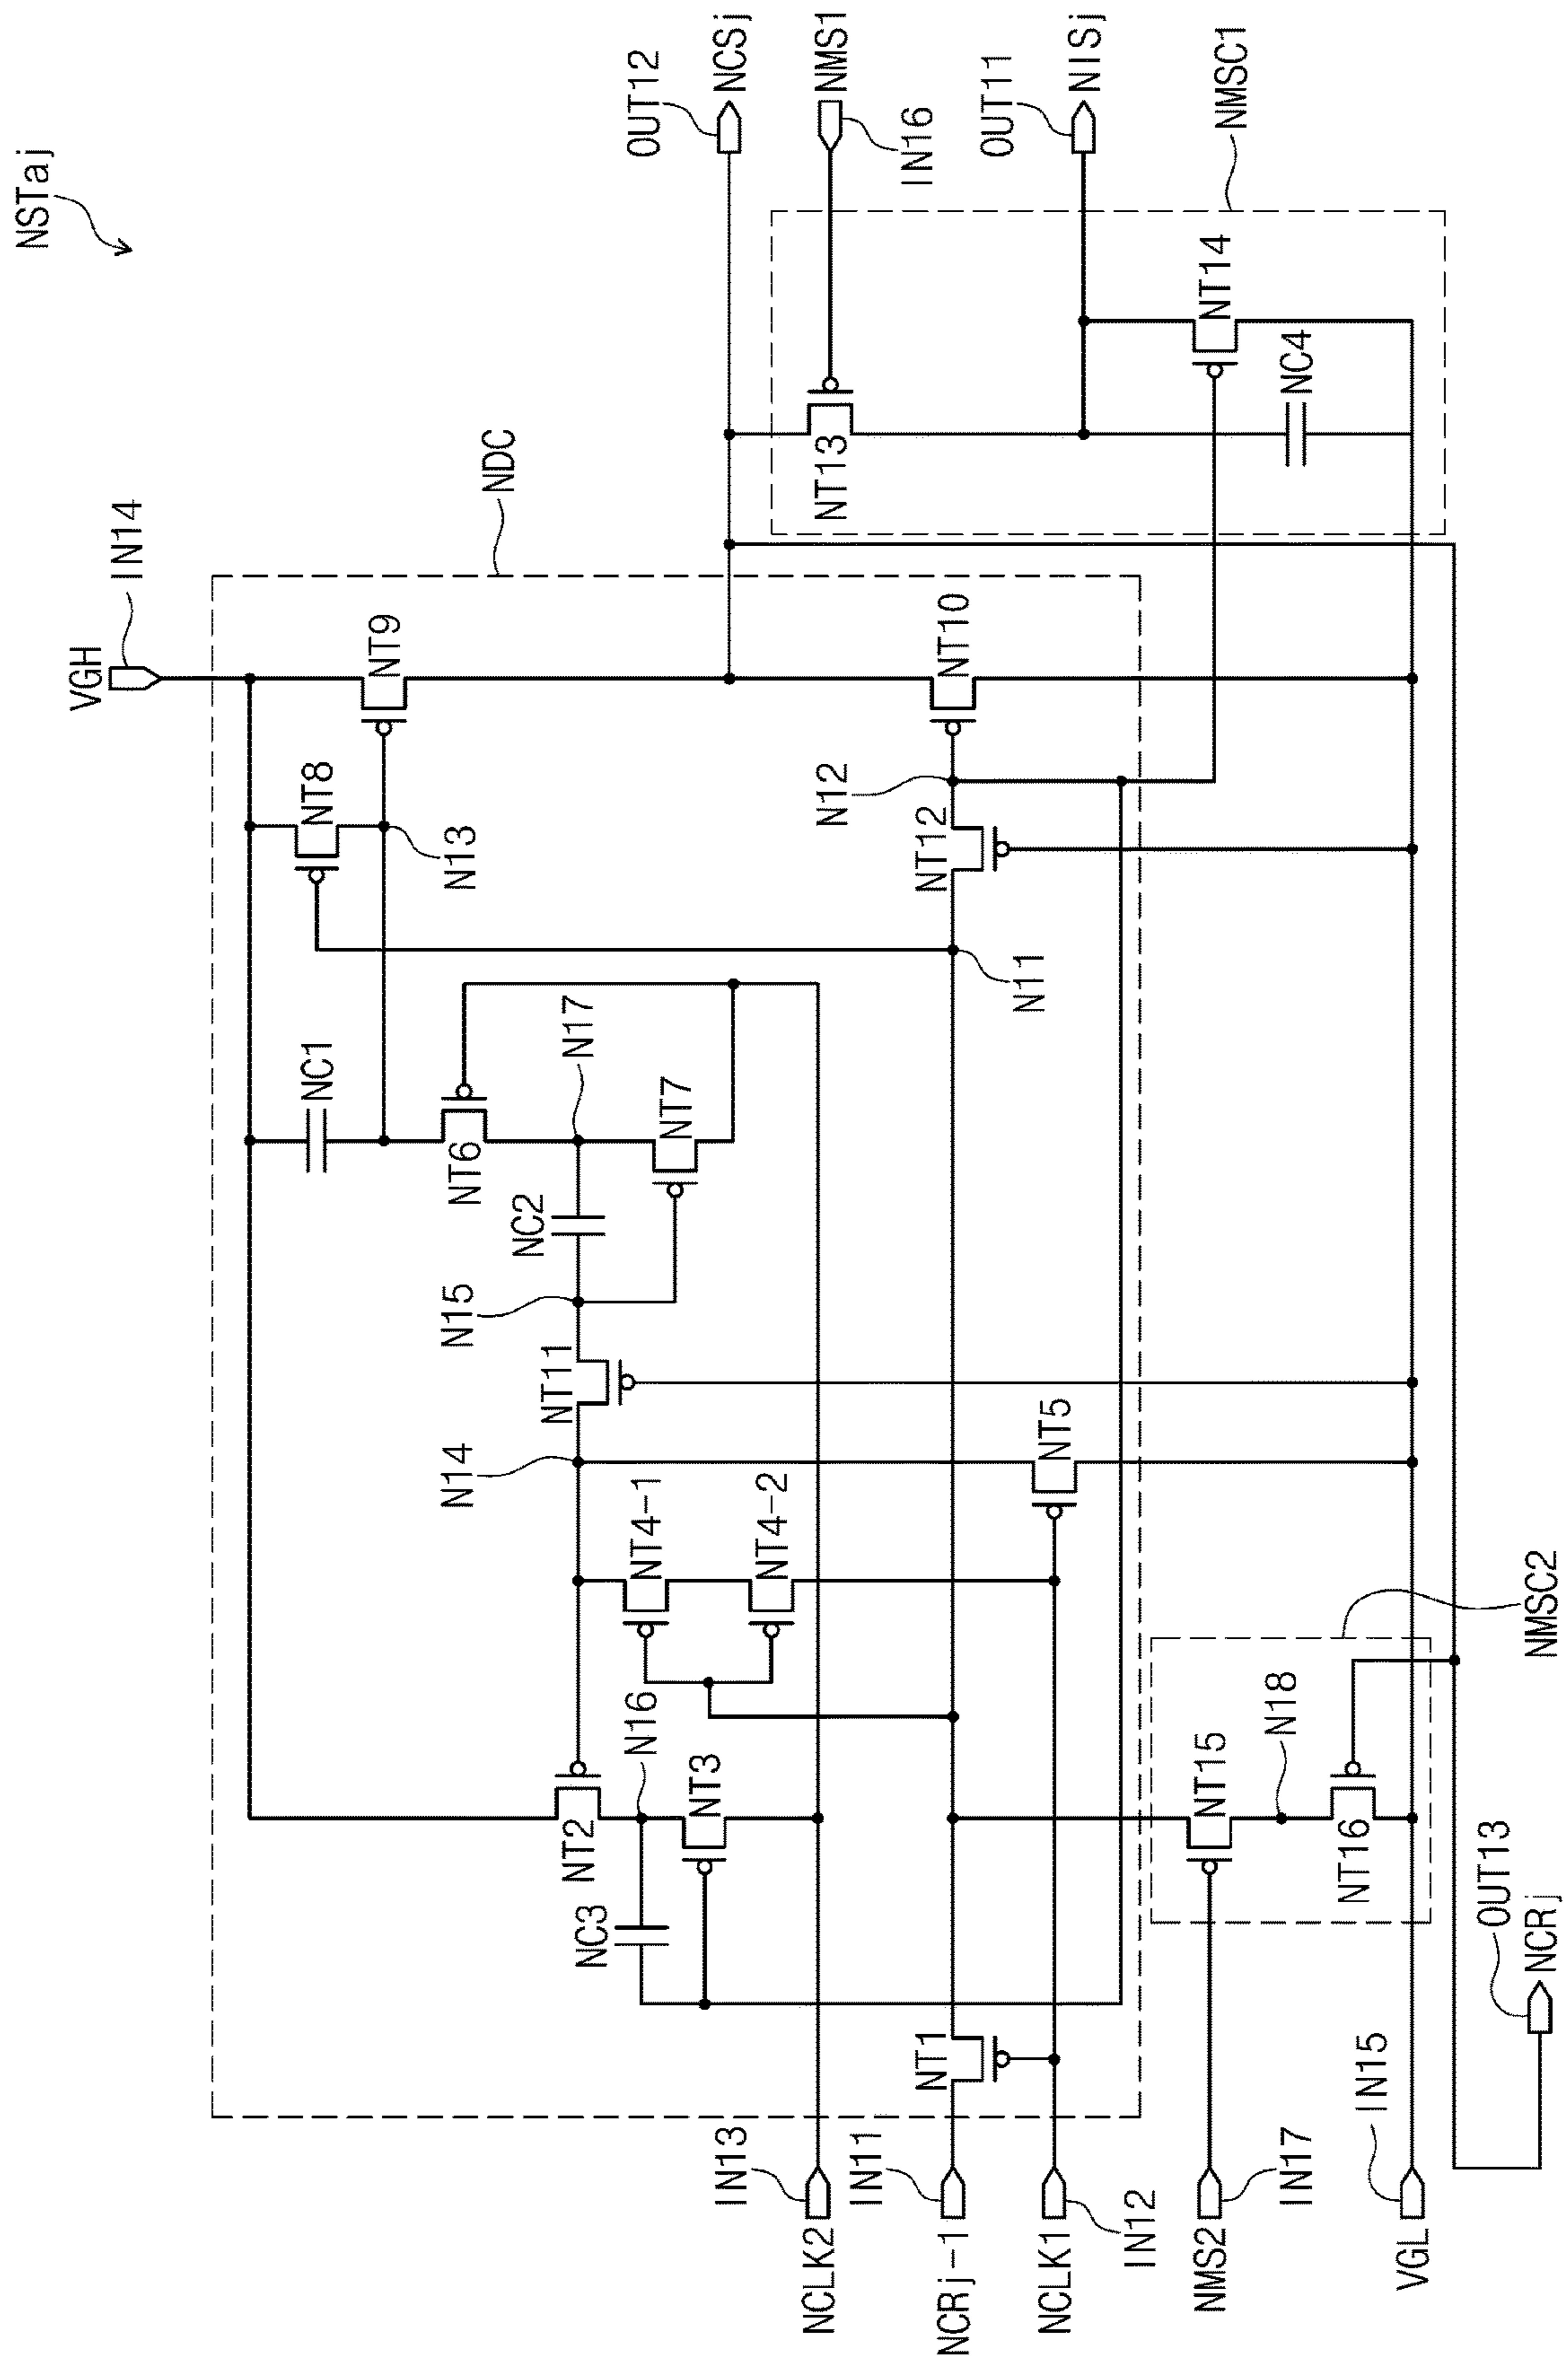 NSTaj
VGH
IN14
NDC
OUT12
NCSj
NMS1
IN16
OUT11
NISj
NMSC1
NT9
NT8
N13
NC1
NT6
N17
NT7
NC2
N15
NT11
N14
NT4-1
NT4-2
NT5
N16
NT2
NT3
NC3
NT1
N11
NT12
N12
NT10
NT13
NT14
NC4
NT15
N18
NT16
NMSC2
IN13
NCLK2
IN11
NCRj-1
NCLK1
IN12
NMS2
IN17
IN15
VGL
OUT13
NCRj